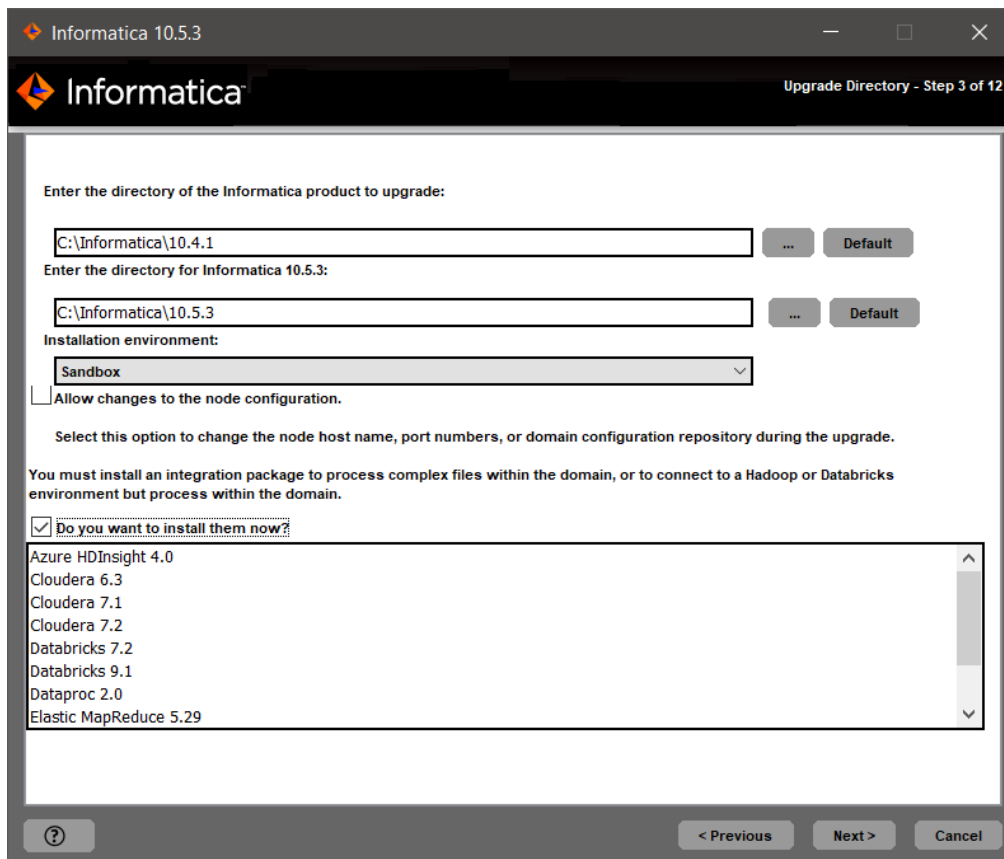 Informatica 10.5.3
Informatica
Upgrade Directory - Step 3 of 12
Enter the directory of the Informatica product to upgrade:
C:\Informatica\10.4.1
...
Default
Enter the directory for Informatica 10.5.3:
C:\Informatica\10.5.3
...
Default
Installation environment:
Sandbox
Allow changes to the node configuration.
Select this option to change the node host name, port numbers, or domain configuration repository during the upgrade.
You must install an integration package to process complex files within the domain, or to connect to a Hadoop or Databricks
environment but process within the domain.
Do you want to install them now?
Azure HDInsight 4.0
Cloudera 6.3
Cloudera 7.1
Cloudera 7.2
Databricks 7.2
Databricks 9.1
Dataproc 2.0
Elastic MapReduce 5.29
?
< Previous
Next >
Cancel